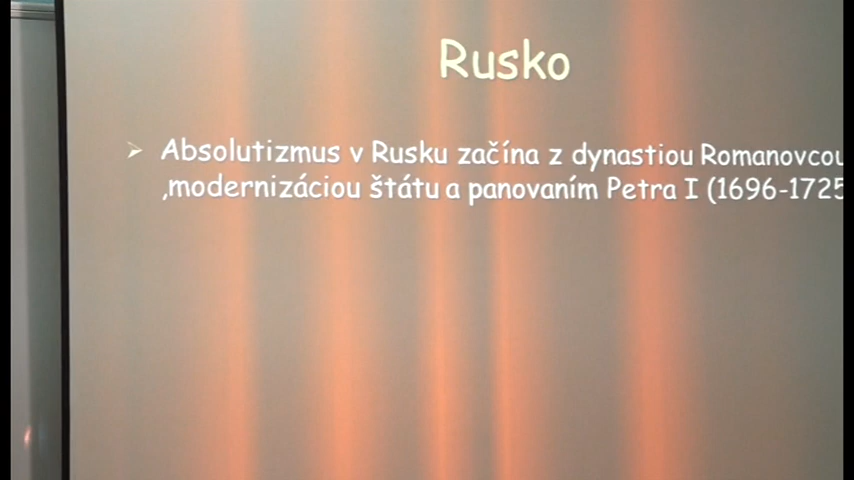 Rusko
Absolutizmus v Rusku začína z dynastiou Romanovcou
,modernizáciou štátu a panovaním Petra I (1696-1725